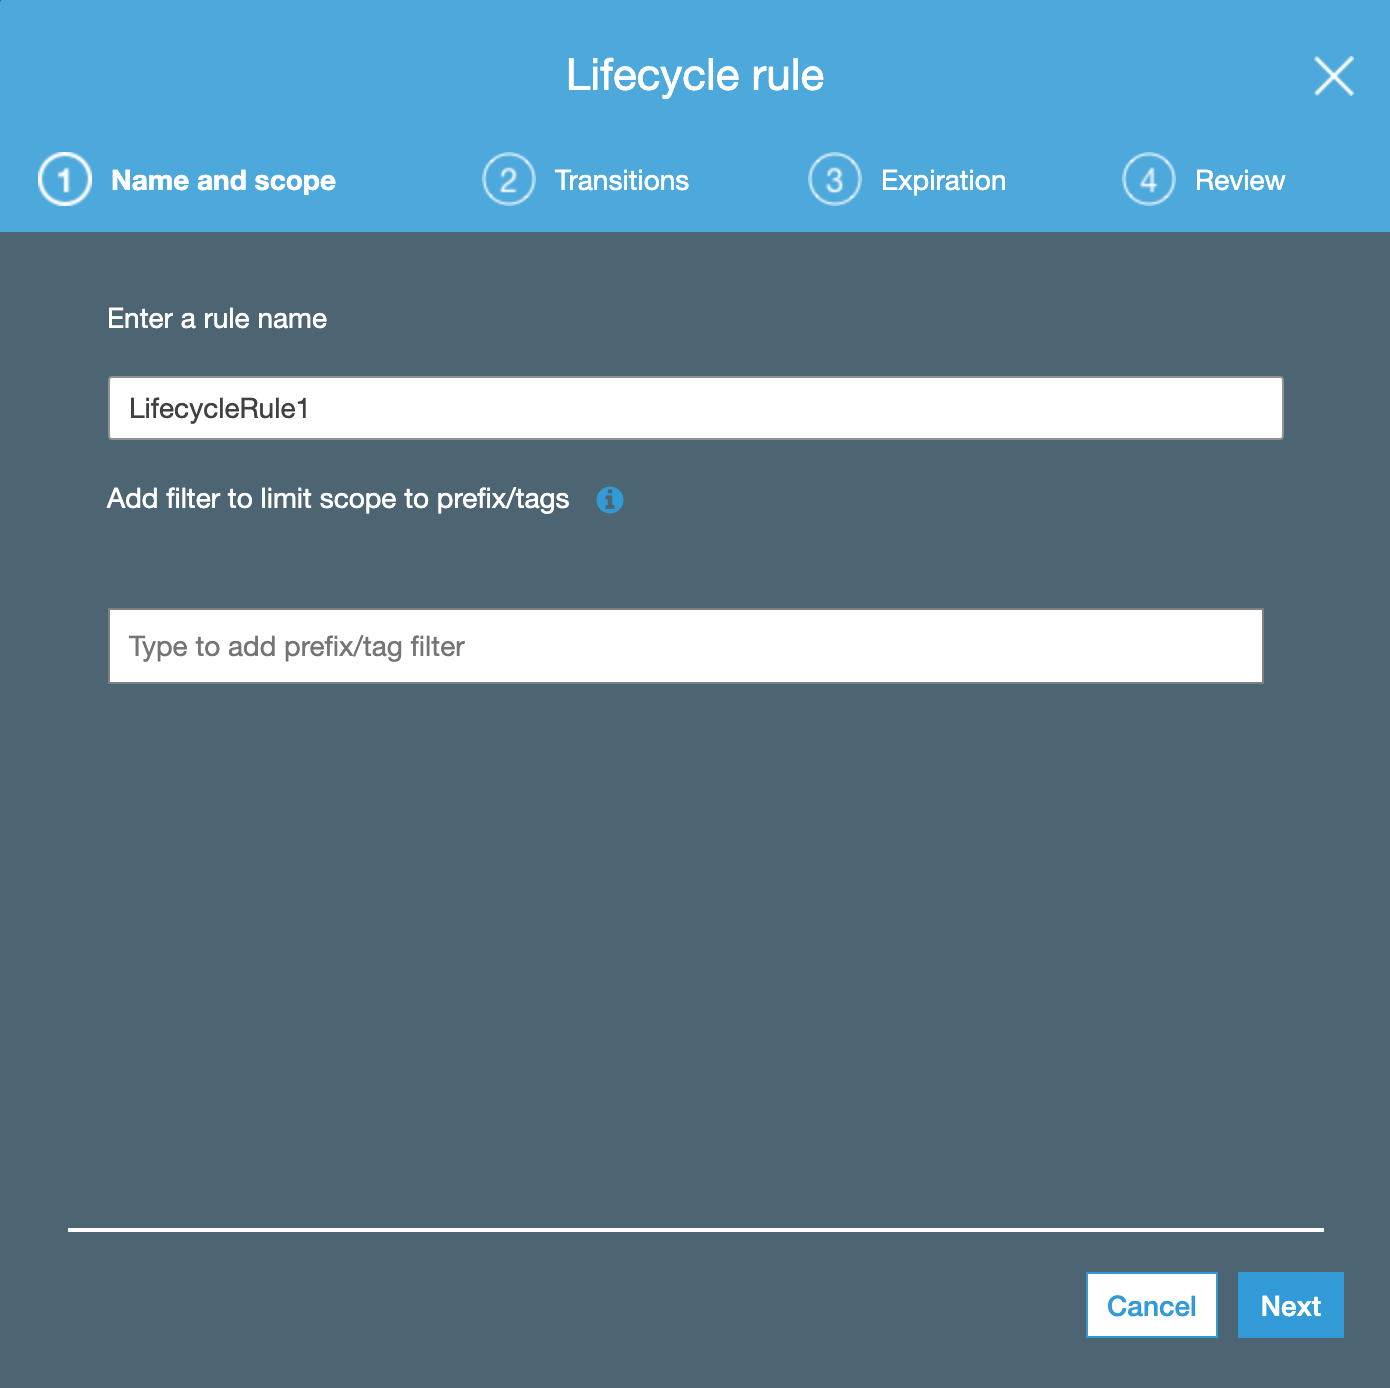 Lifecycle rule
1 Name and scope 2 Transitions 3 Expiration 4 Review
Enter a rule name
LifecycleRule1
Add filter to limit scope to prefix/tags
Type to add prefix/tag filter
Cancel Next